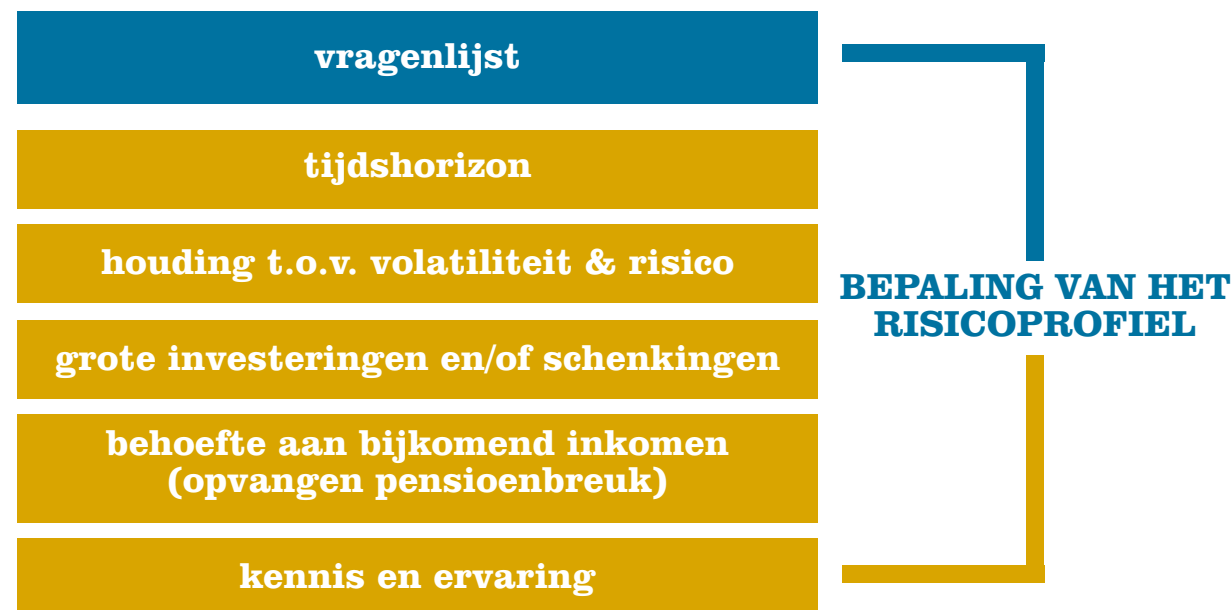 vragenlijst
tijdshorizon
houding t.o.v. volatiliteit & risico
grote investeringen en/of schenkingen
behoefte aan bijkomend inkomen
(opvangen pensioenbreuk)
kennis en ervaring
BEPALING VAN HET
RISICOPROFIEL